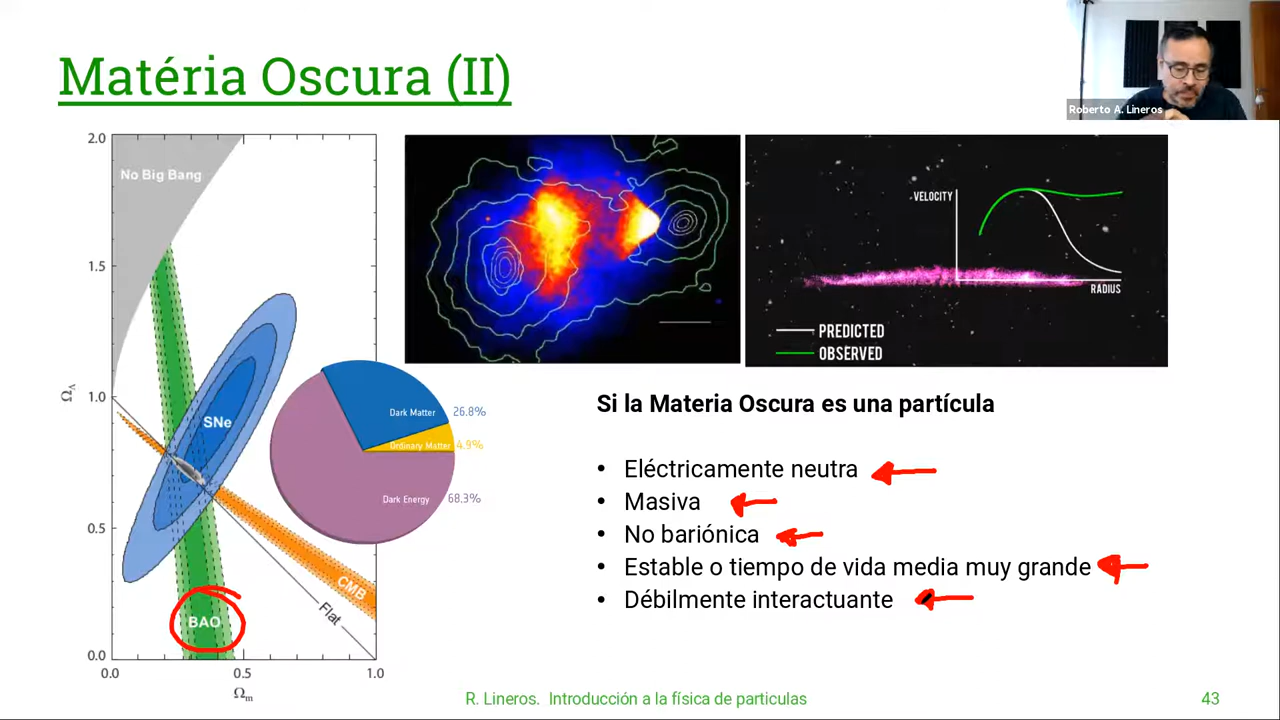 Matéria Oscura (II)
Roberto A. Lineros
2.0
No Big Bang
1.5
1.0
0.5
0.0
Ω_Λ
SNe
CMB
Flat
BAO
0.0
0.5
1.0
Ω_m
Dark Matter 26.8%
Ordinary Matter 4.9%
Dark Energy 68.3%
VELOCITY
RADIUS
PREDICTED
OBSERVED
Si la Materia Oscura es una partícula
• Eléctricamente neutra
• Masiva
• No bariónica
• Estable o tiempo de vida media muy grande
• Débilmente interactuante
R. Lineros. Introducción a la física de particulas
43